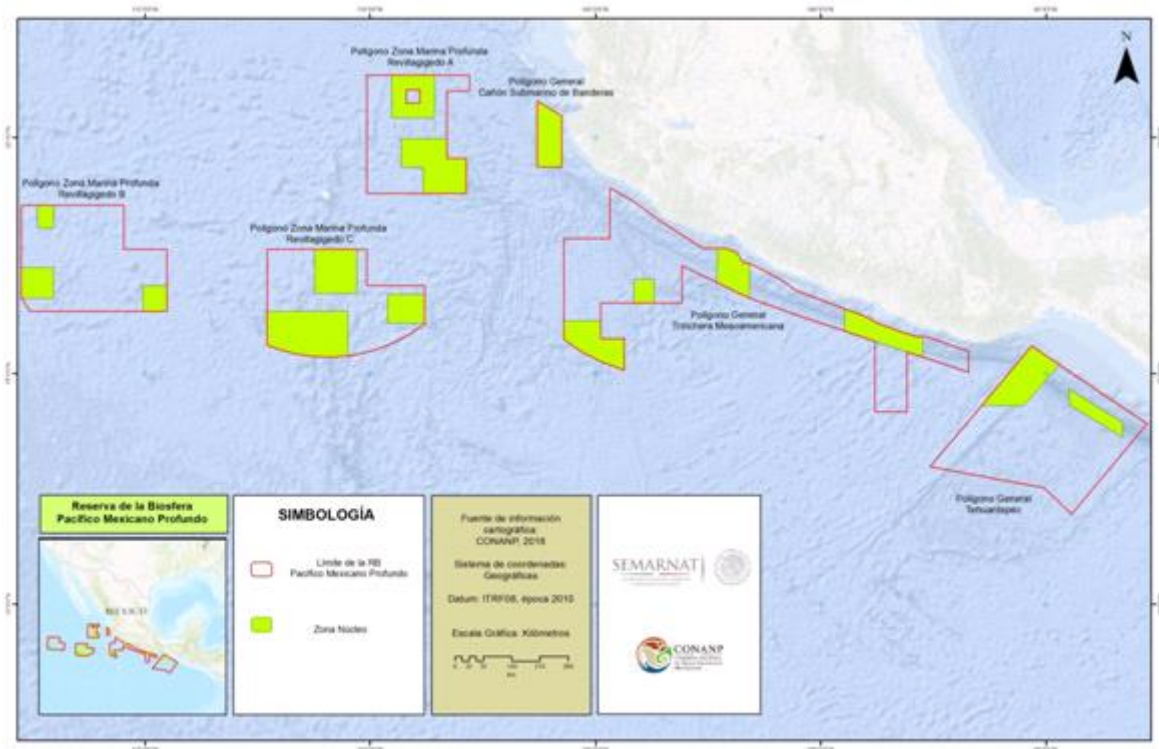 Polígono Zona Marina Profunda
Revillagigedo A
Polígono General
Cañón Submarino de Banderas
N
Polígono Zona Marina Profunda
Revillagigedo B
Polígono Zona Marina Profunda
Revillagigedo C
Polígono General
Trinchera Mesoamericana
Polígono General
Tehuantepec
Reserva de la Biosfera
Pacífico Mexicano Profundo
MÉXICO
SIMBOLOGÍA
Límite de la RB
Pacífico Mexicano Profundo
Zona Núcleo
Fuente de información
cartográfica:
CONANP, 2018
Sistema de coordenadas:
Geográficas
Datum: ITRF08, época 2010
Escala Gráfica: Kilómetros
SEMARNAT
CONANP